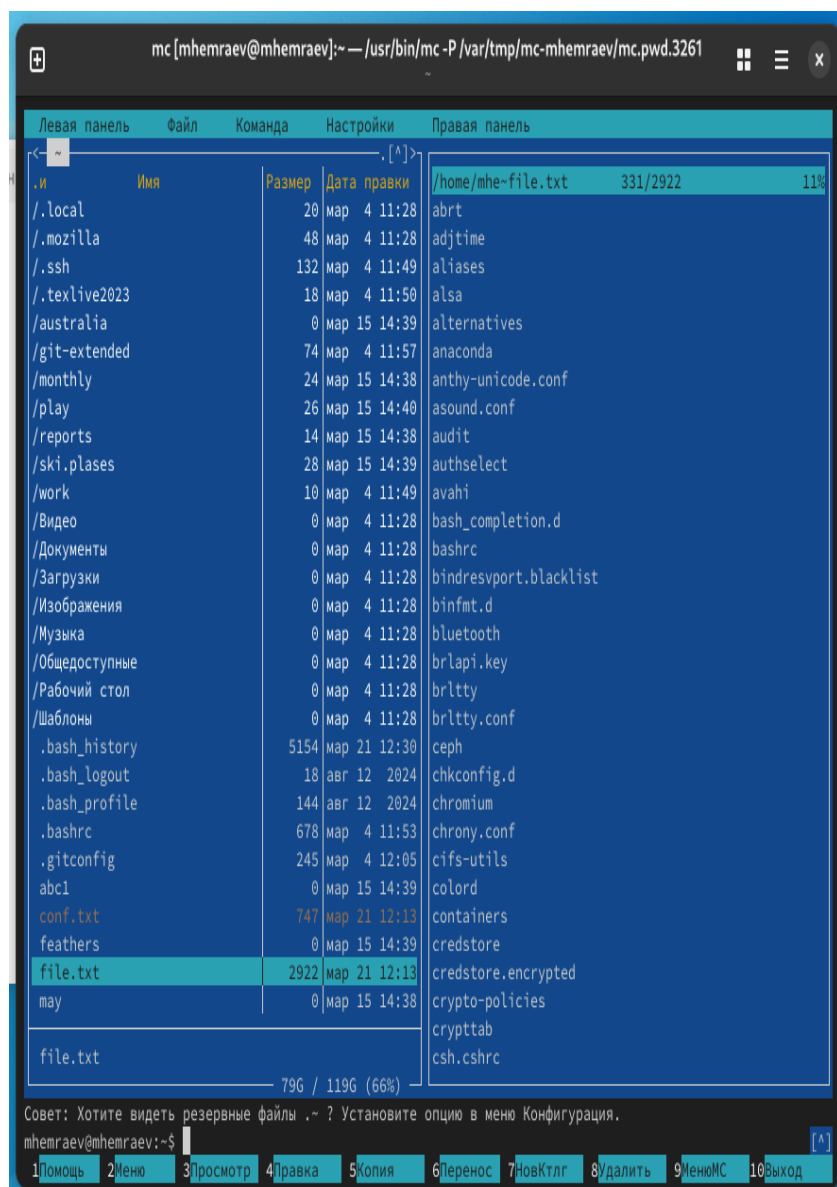 mc [mhemraev@mhemraev]:~ — /usr/bin/mc -P /var/tmp/mc-mhemraev/mc.pwd.3261
~
Левая панель Файл Команда Настройки Правая панель
<- ~ .[^]>
.и Имя Размер Дата правки
/.local 20 мар 4 11:28
/.mozilla 48 мар 4 11:28
/.ssh 132 мар 4 11:49
/.texlive2023 18 мар 4 11:50
/australia 0 мар 15 14:39
/git-extended 74 мар 4 11:57
/monthly 24 мар 15 14:38
/play 26 мар 15 14:40
/reports 14 мар 15 14:38
/ski.plases 28 мар 15 14:39
/work 10 мар 4 11:49
/Видео 0 мар 4 11:28
/Документы 0 мар 4 11:28
/Загрузки 0 мар 4 11:28
/Изображения 0 мар 4 11:28
/Музыка 0 мар 4 11:28
/Общедоступные 0 мар 4 11:28
/Рабочий стол 0 мар 4 11:28
/Шаблоны 0 мар 4 11:28
.bash_history 5154 мар 21 12:30
.bash_logout 18 авг 12 2024
.bash_profile 144 авг 12 2024
.bashrc 678 мар 4 11:53
.gitconfig 245 мар 4 12:05
abc1 0 мар 15 14:39
conf.txt 747 мар 21 12:13
feathers 0 мар 15 14:39
file.txt 2922 мар 21 12:13
may 0 мар 15 14:38
file.txt
79G / 119G (66%)
/home/mhe~file.txt 331/2922 11%
abrt
adjtime
aliases
alsa
alternatives
anaconda
anthy-unicode.conf
asound.conf
audit
authselect
avahi
bash_completion.d
bashrc
bindresvport.blacklist
binfmt.d
bluetooth
brlapi.key
brltty
brltty.conf
ceph
chkconfig.d
chromium
chrony.conf
cifs-utils
colord
containers
credstore
credstore.encrypted
crypto-policies
crypttab
csh.cshrc
Совет: Хотите видеть резервные файлы .~ ? Установите опцию в меню Конфигурация.
mhemraev@mhemraev:~$ [^]
1Помощь 2Меню 3Просмотр 4Правка 5Копия 6Перенос 7НовКтлг 8Удалить 9МенюMC 10Выход